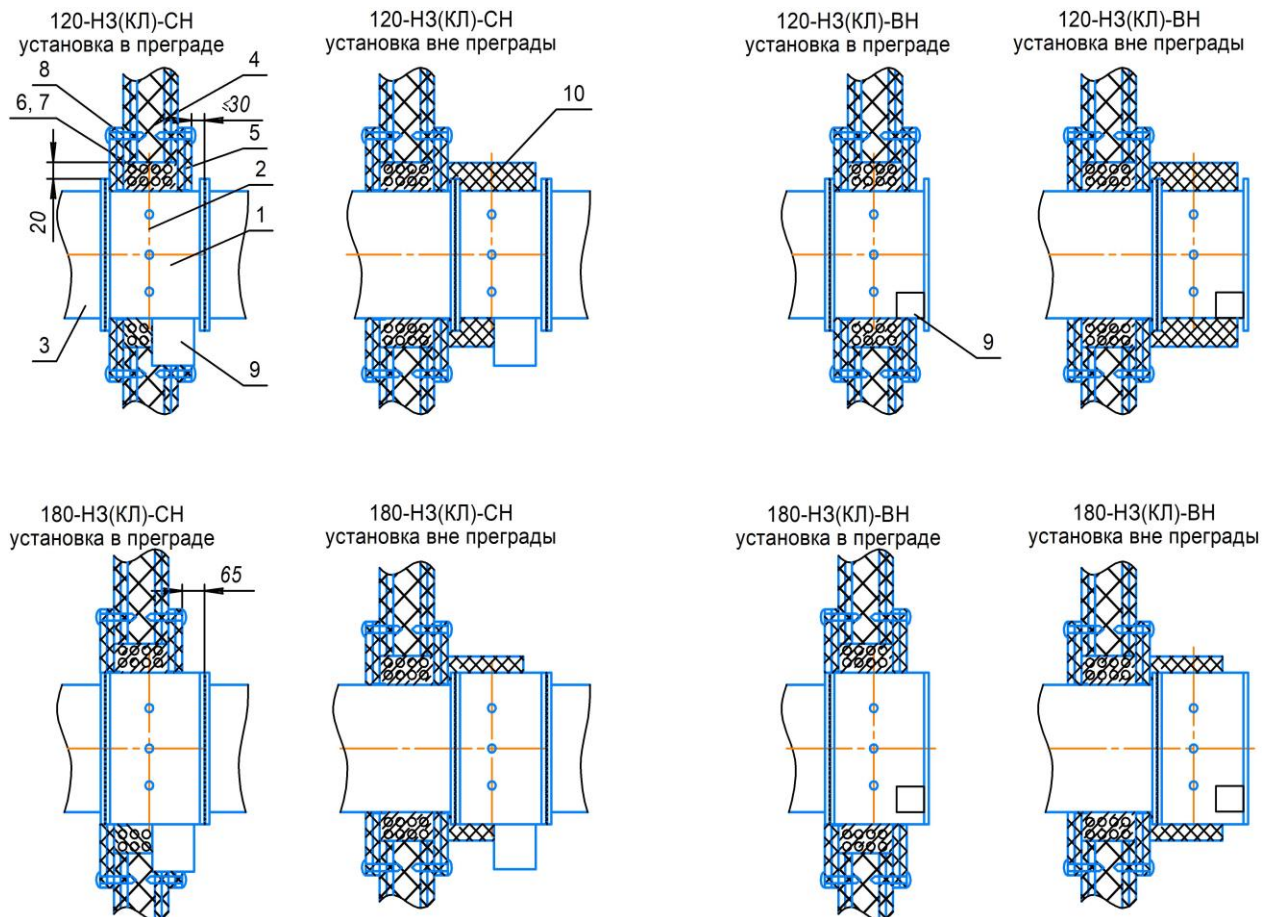 120-НЗ(КЛ)-СН
установка в преграде
120-НЗ(КЛ)-СН
установка вне преграды
120-НЗ(КЛ)-ВН
установка в преграде
120-НЗ(КЛ)-ВН
установка вне преграды
8
4
6, 7
≤30
10
5
2
20
1
3
9
9
180-НЗ(КЛ)-СН
установка в преграде
180-НЗ(КЛ)-СН
установка вне преграды
180-НЗ(КЛ)-ВН
установка в преграде
180-НЗ(КЛ)-ВН
установка вне преграды
65